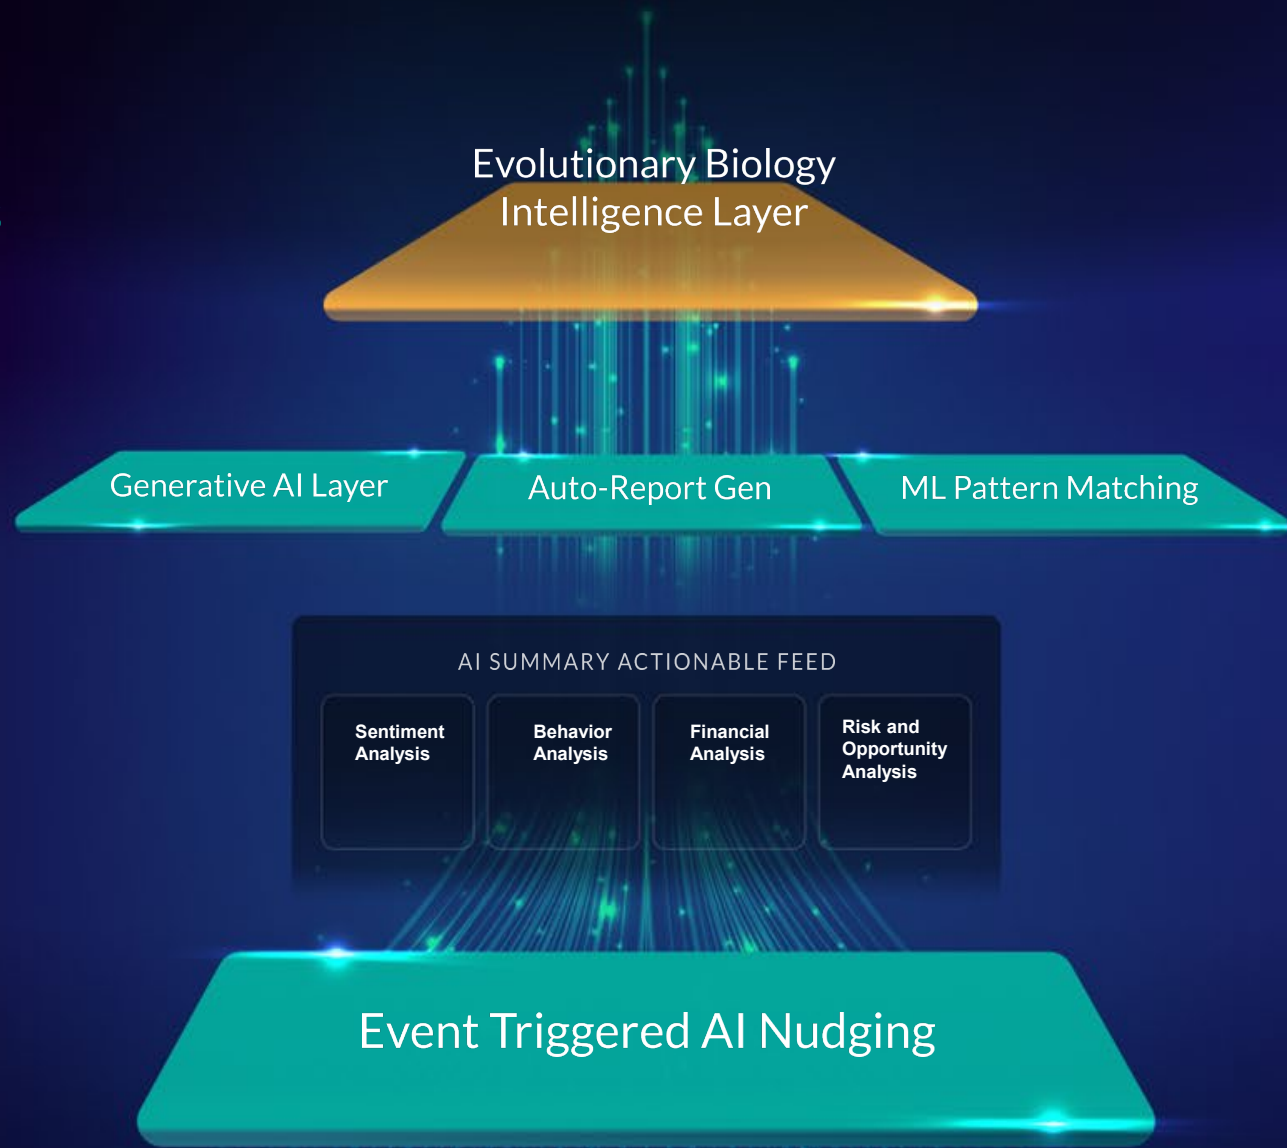 Evolutionary Biology
Intelligence Layer
Generative AI Layer
Auto-Report Gen
ML Pattern Matching
AI SUMMARY ACTIONABLE FEED
Sentiment
Analysis
Behavior
Analysis
Financial
Analysis
Risk and
Opportunity
Analysis
Event Triggered AI Nudging